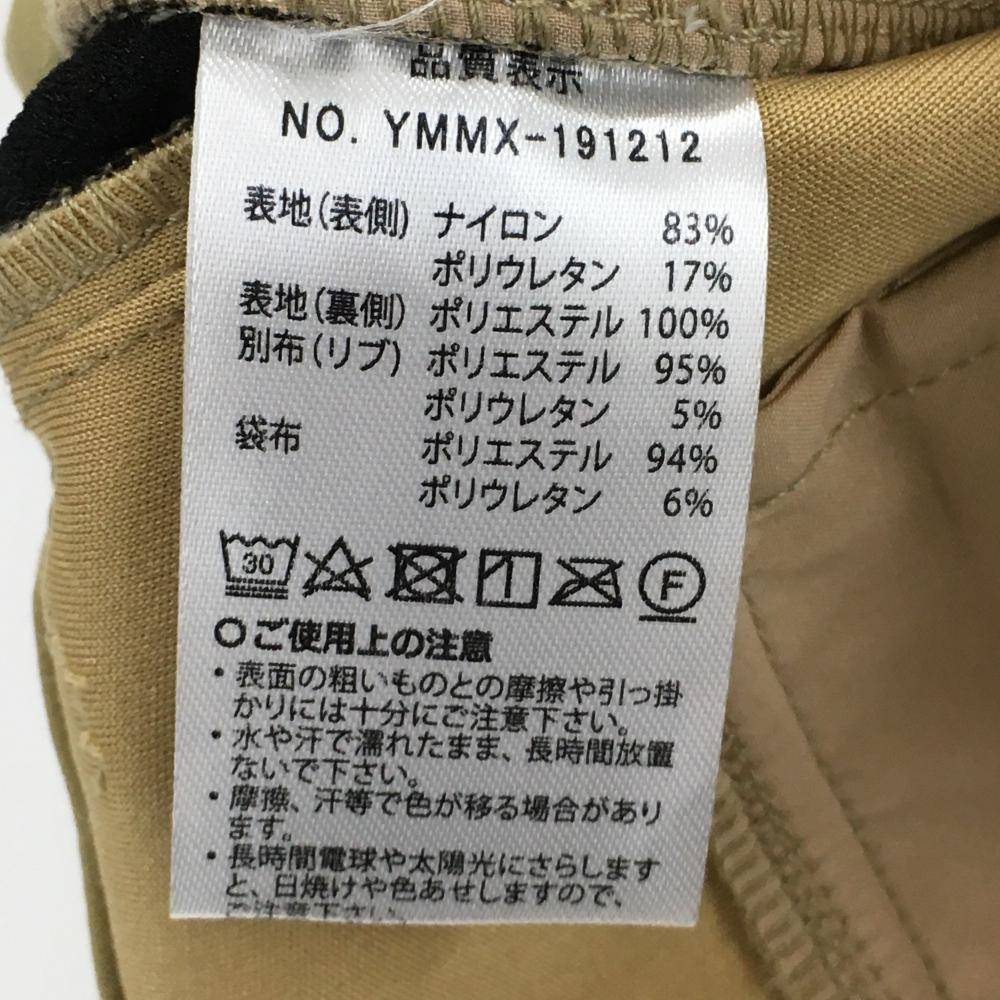 品質表示
NO. YMMX-191212
表地(表側) ナイロン 83%
ポリウレタン 17%
表地(裏側) ポリエステル 100%
別布(リブ) ポリエステル 95%
ポリウレタン 5%
袋布 ポリエステル 94%
ポリウレタン 6%
30 F
〇ご使用上の注意
・表面の粗いものとの摩擦や引っ掛
かりには十分にご注意下さい。
・水や汗で濡れたまま、長時間放置
ないで下さい。
・摩擦、汗等で色が移る場合があり
ます。
・長時間電球や太陽光にさらします
と、日焼けや色あせしますので、
ご注意下さい。